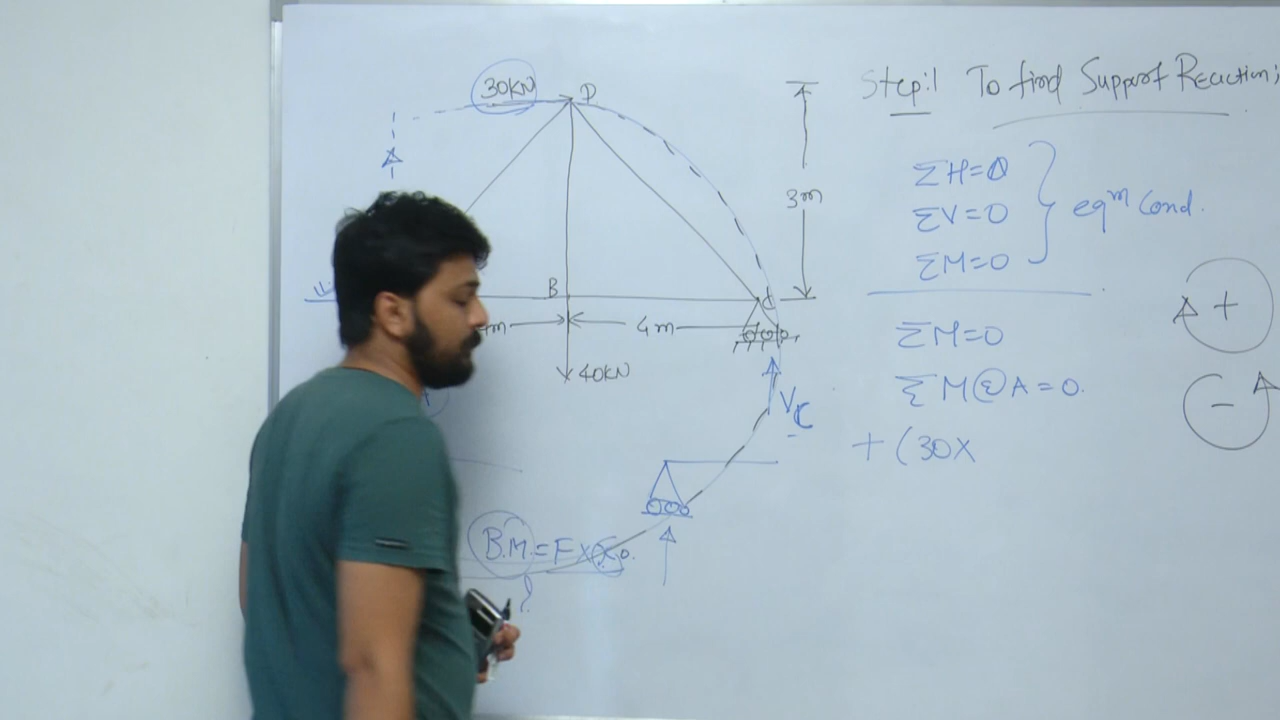 Step:1 To find Support Reactions
30KN
D
ΣH=0
3m
ΣV=0
eqm Cond.
ΣM=0
B
C
m
4m
+
ΣM=0
40KN
ΣM@A=0.
-
VC
+(30x
B.M.=F×